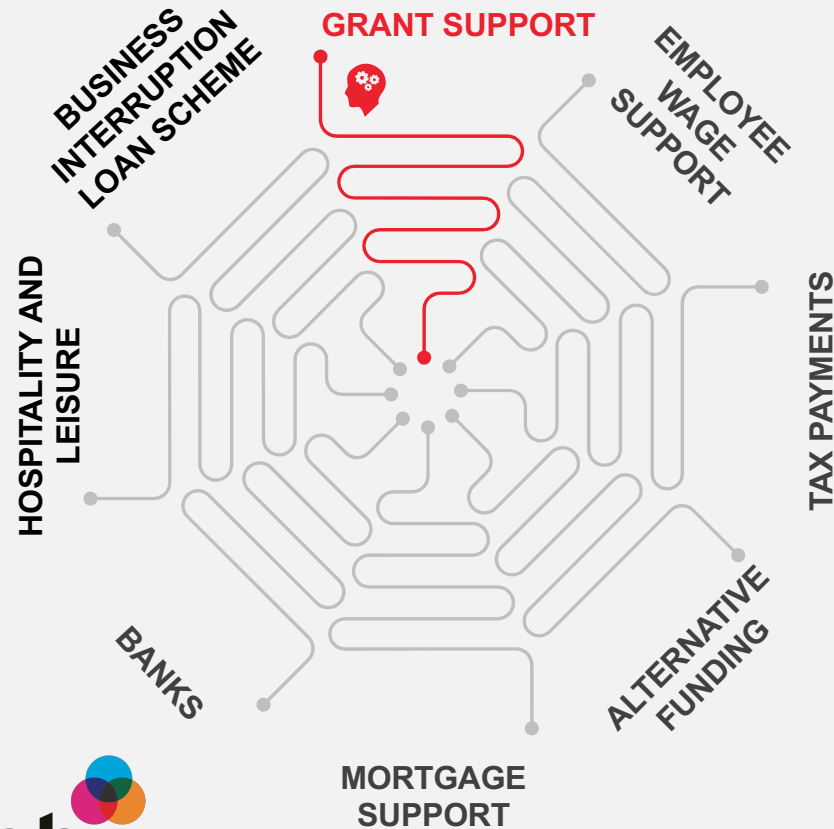 GRANT SUPPORT
EMPLOYEE
WAGE
SUPPORT
TAX PAYMENTS
ALTERNATIVE
FUNDING
MORTGAGE
SUPPORT
BANKS
HOSPITALITY AND
LEISURE
BUSINESS
INTERRUPTION
LOAN SCHEME